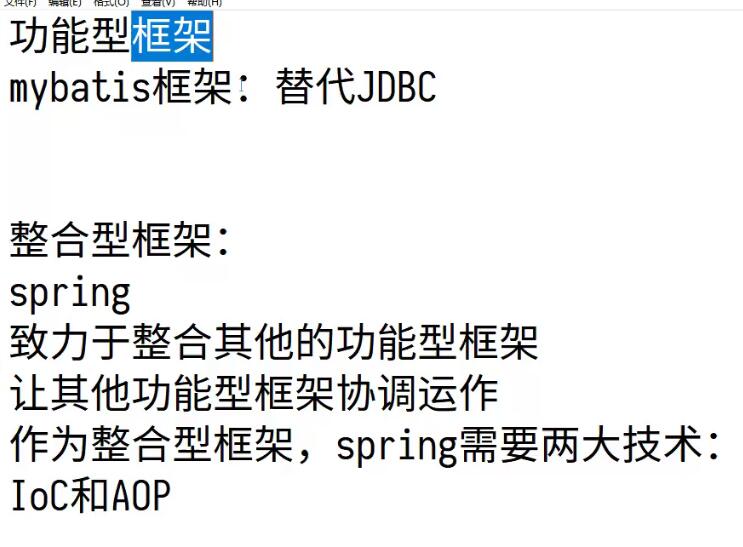 文件(F) 编辑(E) 格式(O) 查看(V) 帮助(H)
功能型框架
mybatis框架：替代JDBC
整合型框架：
spring
致力于整合其他的功能型框架
让其他功能型框架协调运作
作为整合型框架，spring需要两大技术：
IoC和AOP